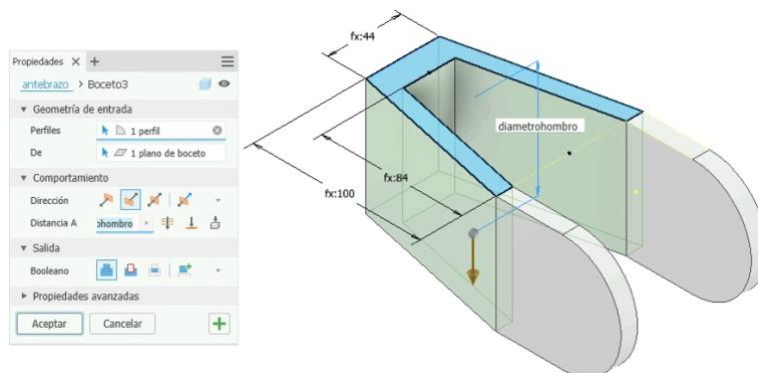 Propiedades × +
antebrazo > Boceto3
Geometría de entrada
Perfiles 1 perfil
De 1 plano de boceto
Comportamiento
Dirección
Distancia A ohombro
Salida
Booleano
Propiedades avanzadas
Aceptar Cancelar
fx:44
diametrohombro
fx:84
fx:100